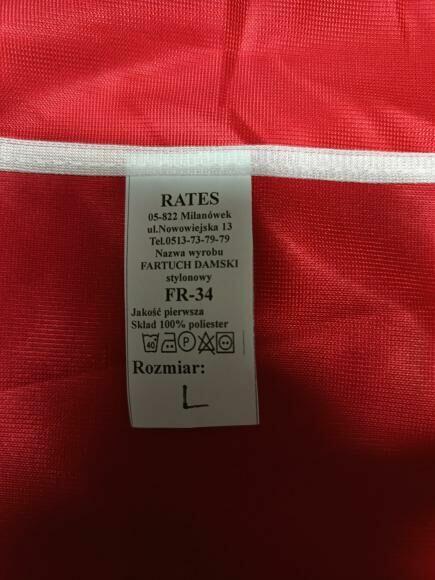 RATES
05-822 Milanówek
ul.Nowowiejska 13
Tel.0513-73-79-79
Nazwa wyrobu
FARTUCH DAMSKI
stylonowy
FR-34
Jakość pierwsza
Skład 100% poliester
40 P
Rozmiar:
L